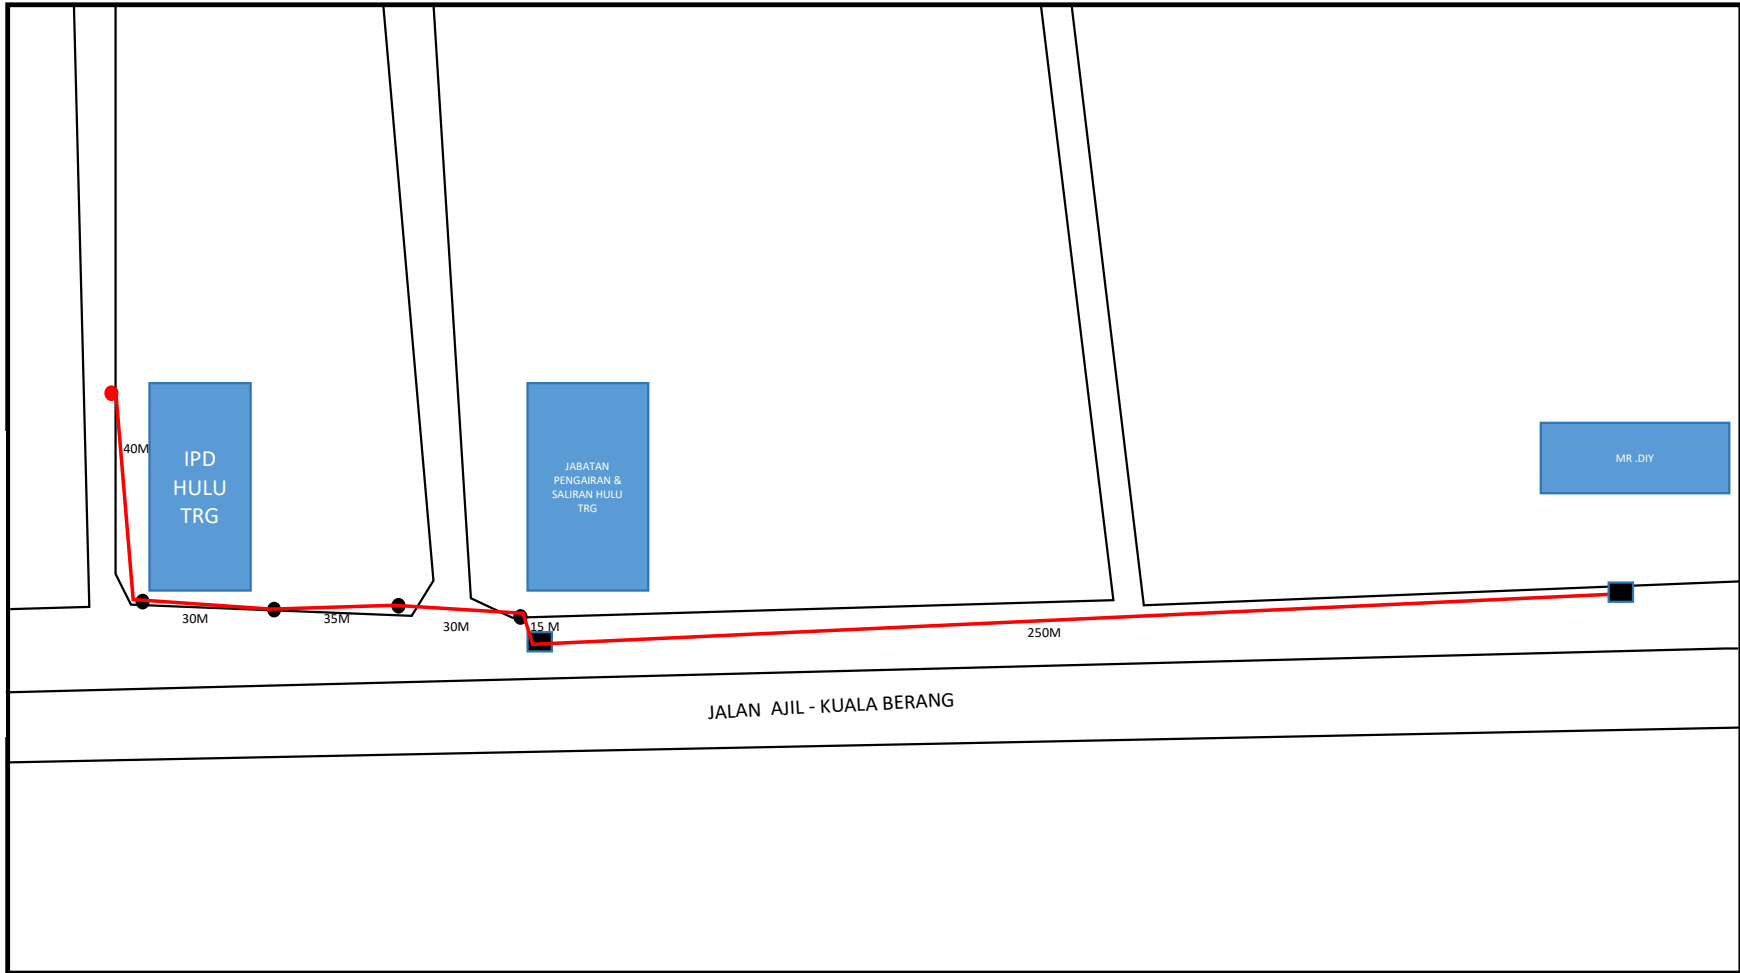 40M
IPD
HULU
TRG
JABATAN
PENGAIRAN &
SALIRAN HULU
TRG
MR .DIY
30M
35M
30M
15 M
250M
JALAN  AJIL - KUALA BERANG